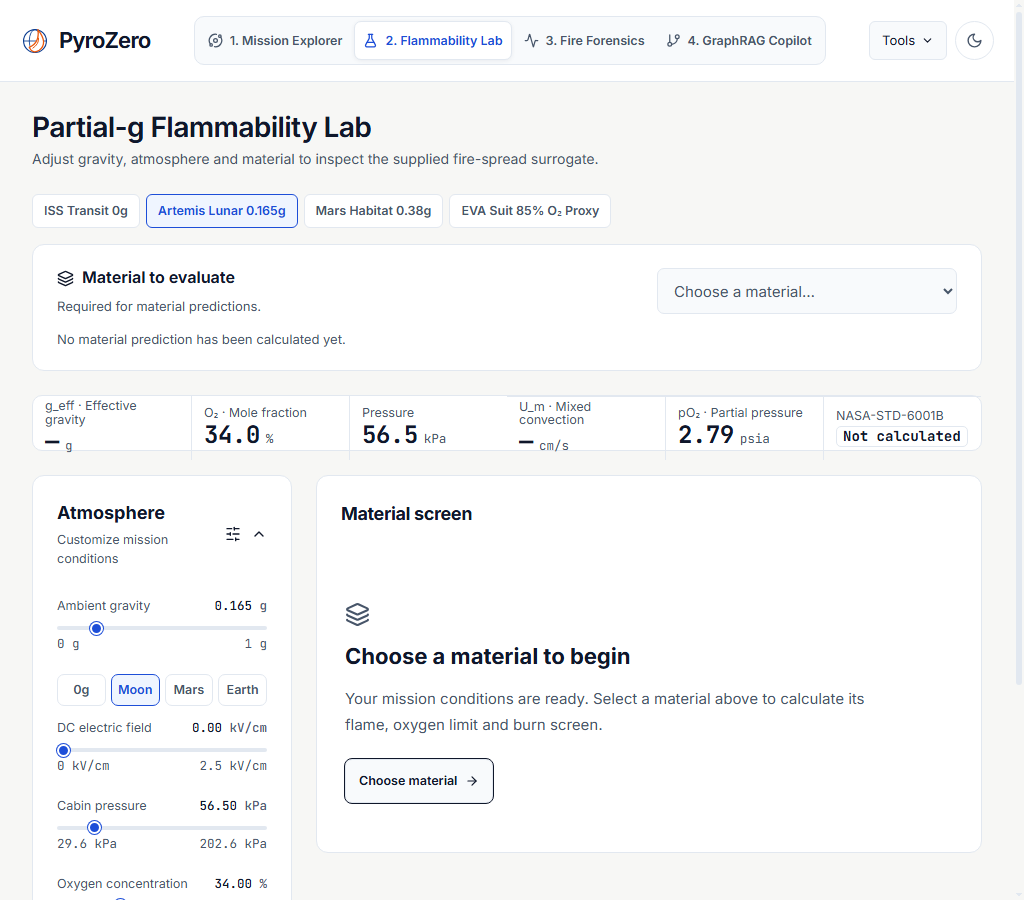 PyroZero
1. Mission Explorer
2. Flammability Lab
3. Fire Forensics
4. GraphRAG Copilot
Tools
Partial-g Flammability Lab
Adjust gravity, atmosphere and material to inspect the supplied fire-spread surrogate.
ISS Transit 0g
Artemis Lunar 0.165g
Mars Habitat 0.38g
EVA Suit 85% O₂ Proxy
Material to evaluate
Required for material predictions.
No material prediction has been calculated yet.
Choose a material...
g_eff · Effective
gravity
— g
O₂ · Mole fraction
34.0 %
Pressure
56.5 kPa
U_m · Mixed
convection
— cm/s
pO₂ · Partial pressure
2.79 psia
NASA-STD-6001B
Not calculated
Atmosphere
Customize mission
conditions
Ambient gravity 0.165 g
0 g 1 g
0g Moon Mars Earth
DC electric field 0.00 kV/cm
0 kV/cm 2.5 kV/cm
Cabin pressure 56.50 kPa
29.6 kPa 202.6 kPa
Oxygen concentration 34.00 %
Material screen
Choose a material to begin
Your mission conditions are ready. Select a material above to calculate its
flame, oxygen limit and burn screen.
Choose material →